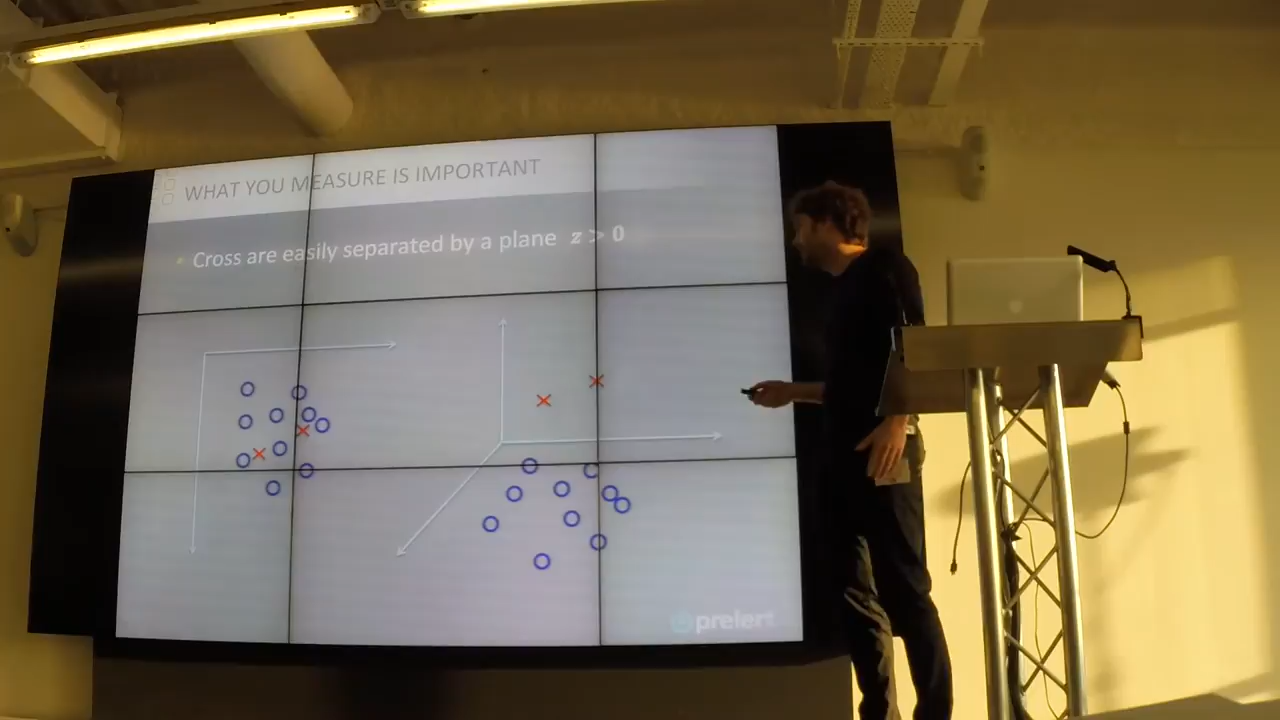 WHAT YOU MEASURE IS IMPORTANT
Cross are easily separated by a plane z > 0
prelert